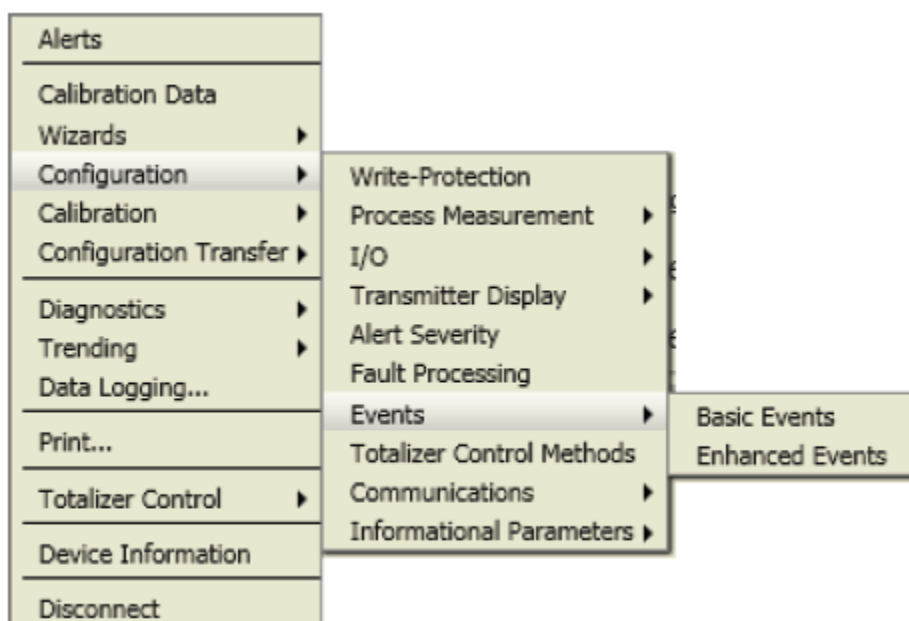 Alerts
Calibration Data
Wizards
Configuration
Calibration
Configuration Transfer
Diagnostics
Trending
Data Logging...
Print...
Totalizer Control
Device Information
Disconnect
Write-Protection
Process Measurement
I/O
Transmitter Display
Alert Severity
Fault Processing
Events
Totalizer Control Methods
Communications
Informational Parameters
Basic Events
Enhanced Events